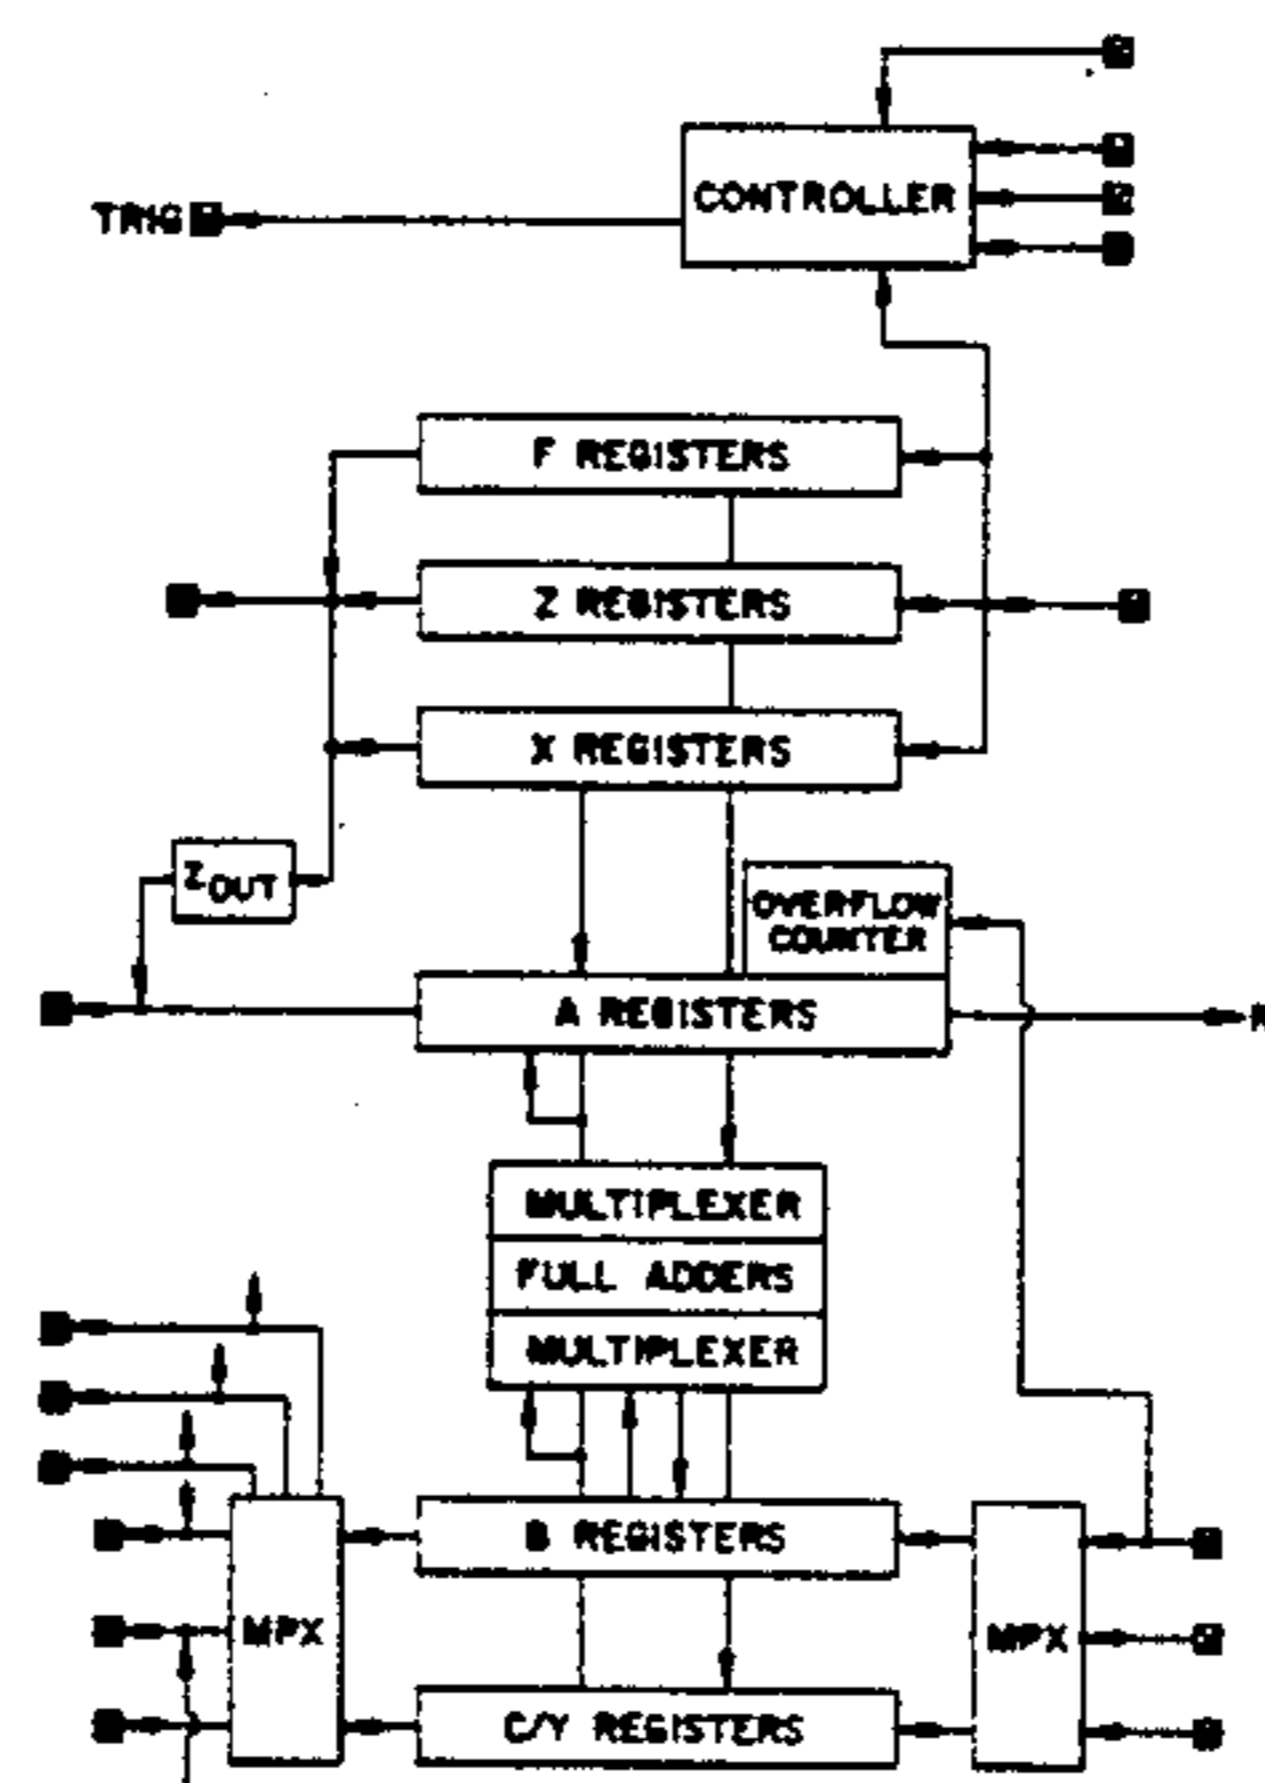 CONTROLLER
TRIG
F REGISTERS
Z REGISTERS
X REGISTERS
ZOUT
OVERFLOW
COUNTER
A REGISTERS
MULTIPLEXER
FULL ADDERS
MULTIPLEXER
B REGISTERS
MPX
MPX
C/Y REGISTERS